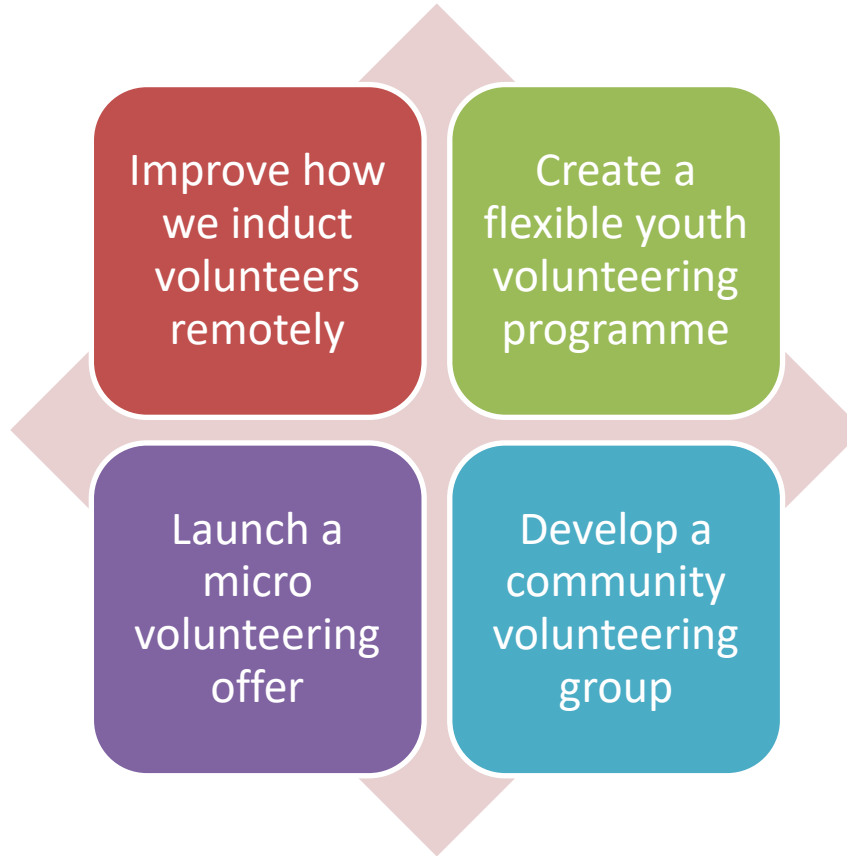 Improve how
we induct
volunteers
remotely
Create a
flexible youth
volunteering
programme
Launch a
micro
volunteering
offer
Develop a
community
volunteering
group